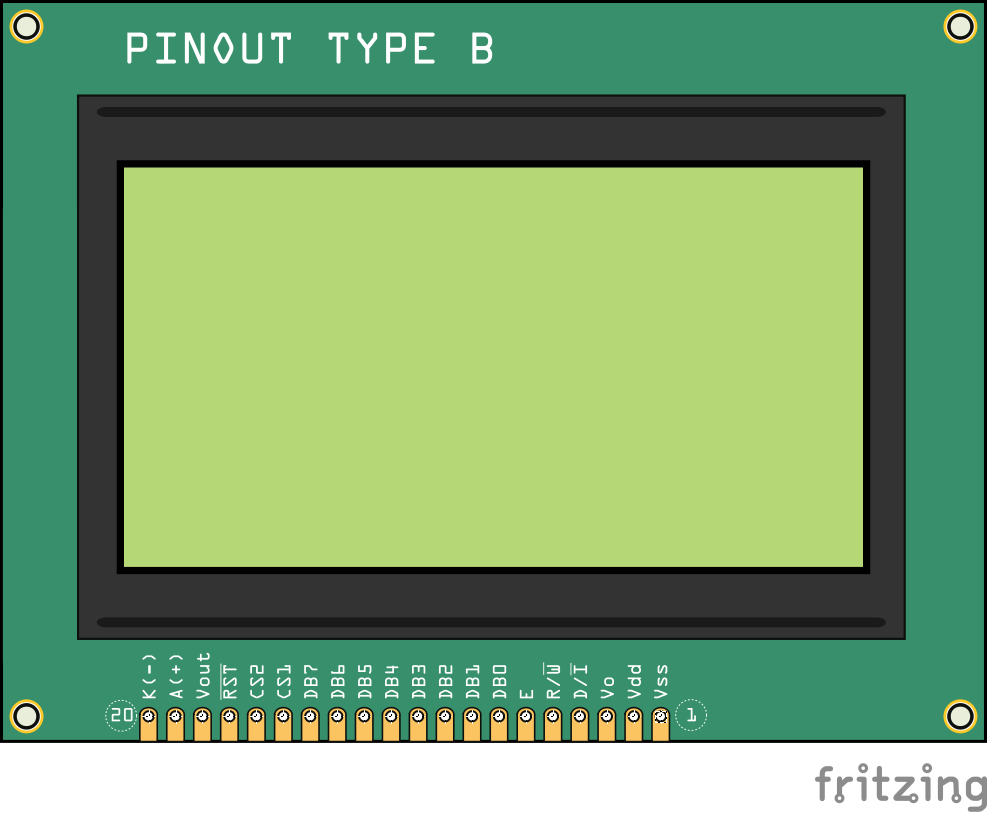 PINOUT TYPE B
20 K(-) A(+) Vout RST CS2 CS1 DB7 DB6 DB5 DB4 DB3 DB2 DB1 DB0 E R/W D/I Vo Vdd Vss 1
fritzing